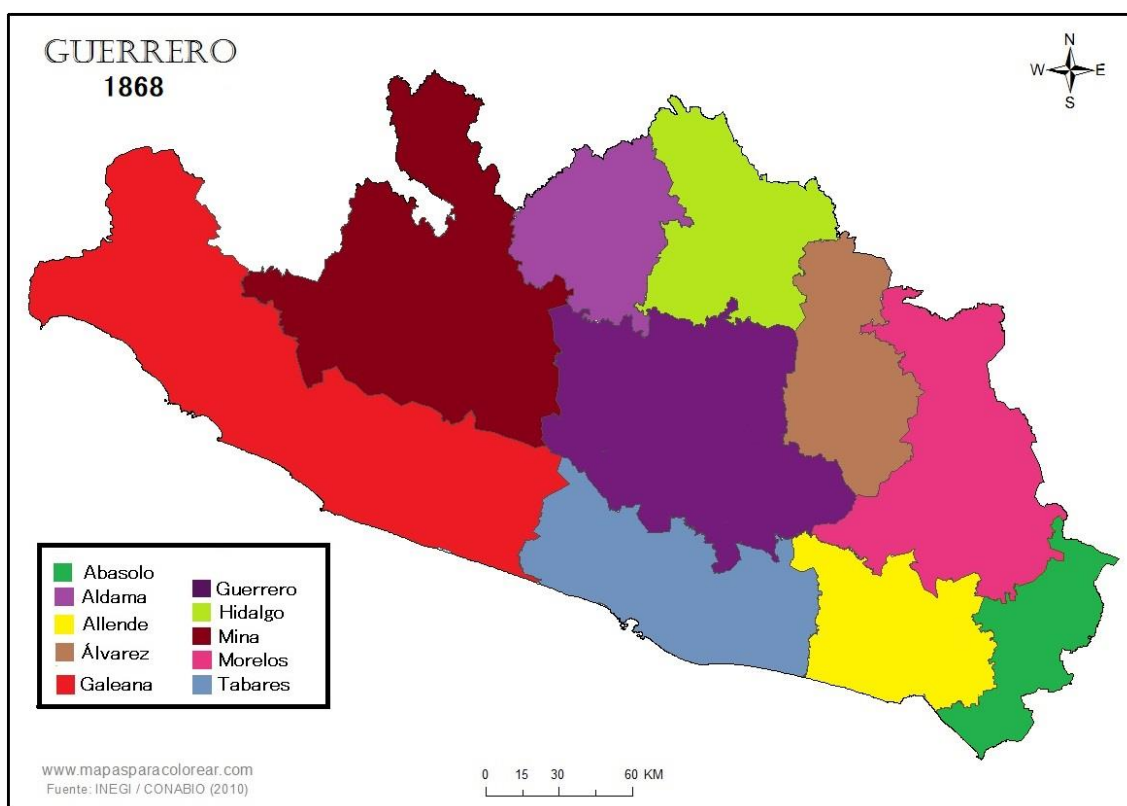 GUERRERO
1868
N
W E
S
Abasolo
Aldama
Allende
Álvarez
Galeana
Guerrero
Hidalgo
Mina
Morelos
Tabares
www.mapasparacolorear.com
Fuente: INEGI / CONABIO (2010)
0 15 30 60 KM